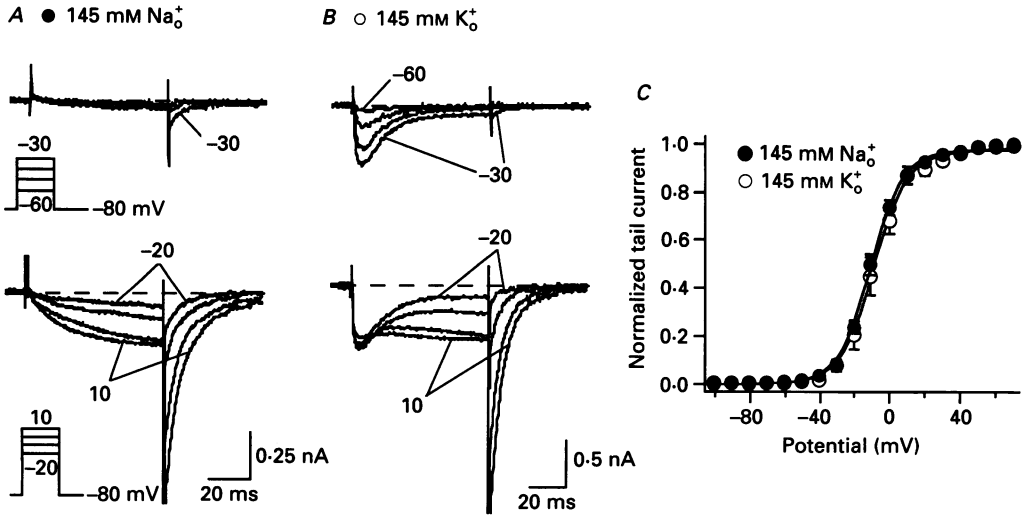 A ● 145 mM Na⁺ₒ
−30
−30
−60
−80 mV
−20
10
10
−20
−80 mV
0·25 nA
20 ms
B ○ 145 mM K⁺ₒ
−60
−30
−20
10
0·5 nA
20 ms
C
● 145 mM Na⁺ₒ
○ 145 mM K⁺ₒ
Normalized tail current
1·0
0·8
0·6
0·4
0·2
0·0
−80 −40 0 40
Potential (mV)